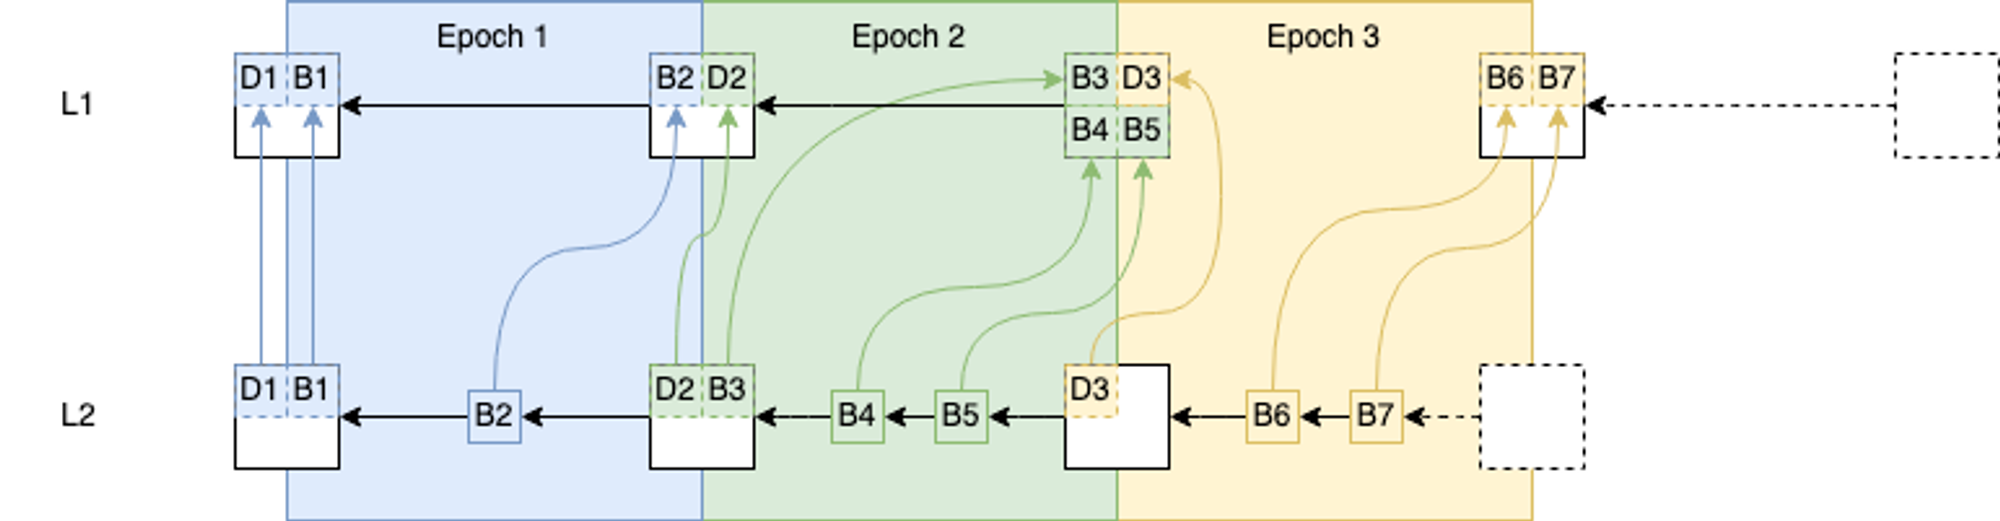 Epoch 1 Epoch 2 Epoch 3
L1 D1 B1 B2 D2 B3 D3 B6 B7
B4 B5
L2 D1 B1 B2 D2 B3 B4 B5 D3 B6 B7